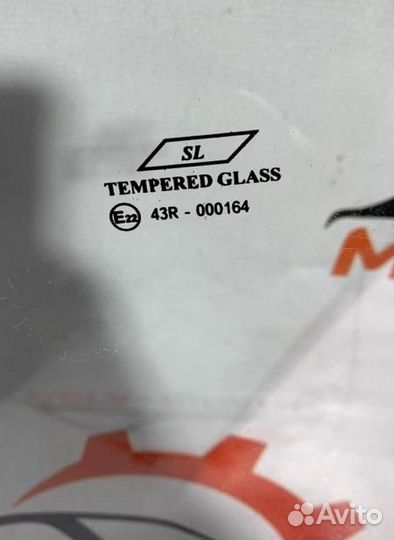 SL
TEMPERED GLASS
E22 43R - 000164
M
Avito